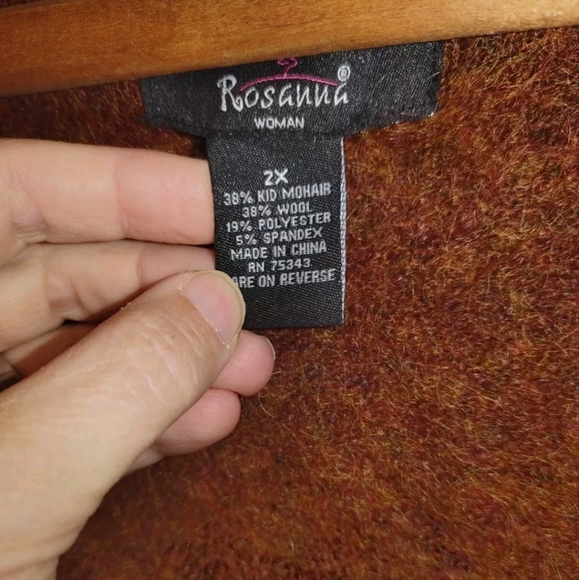 Rosanna®
WOMAN
2X
38% KID MOHAIR
38% WOOL
19% POLYESTER
5% SPANDEX
MADE IN CHINA
RN 75343
ARE ON REVERSE